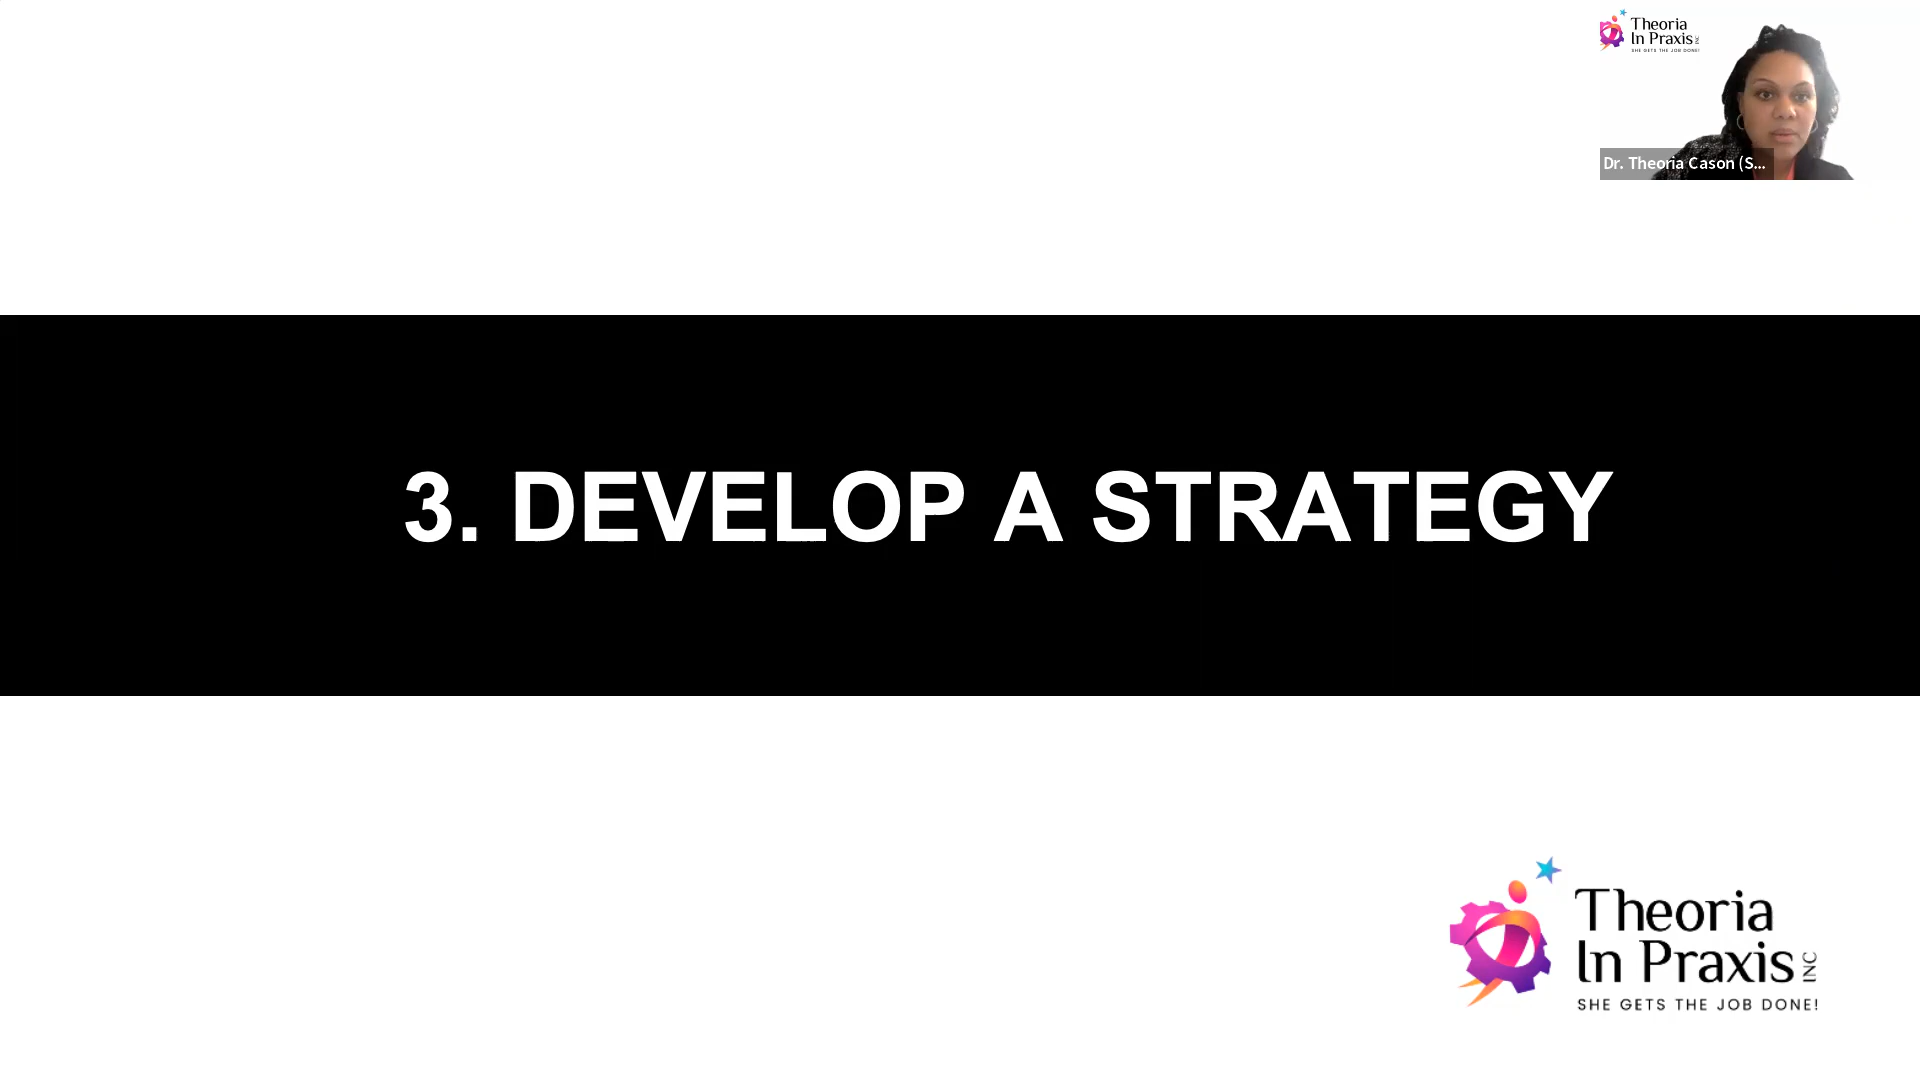 Theoria
In Praxis INC
SHE GETS THE JOB DONE!
Dr. Theoria Cason (S...
3. DEVELOP A STRATEGY
Theoria
In Praxis INC
SHE GETS THE JOB DONE!